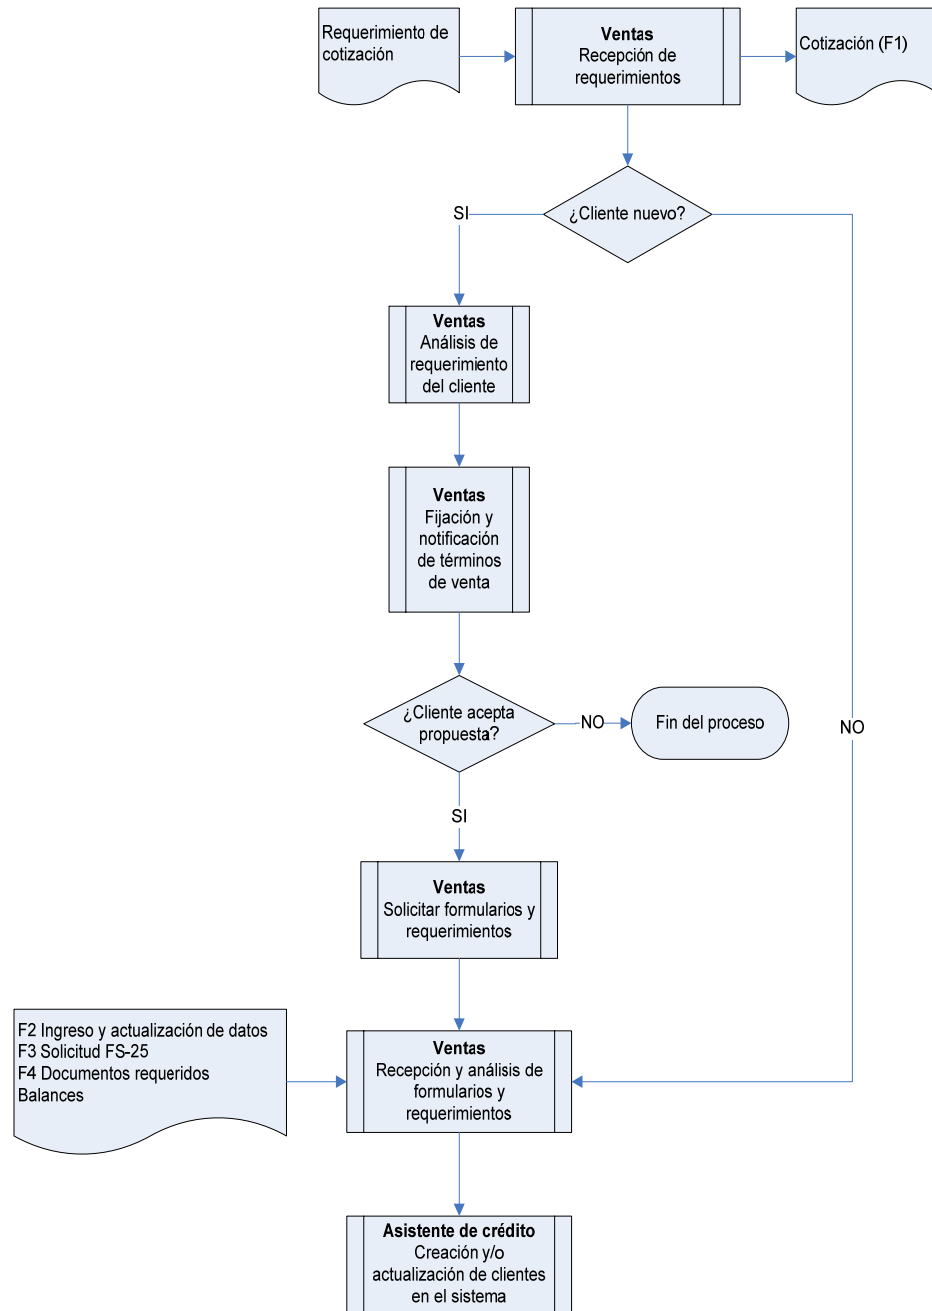 Requerimiento de
cotización
Ventas
Recepción de
requerimientos
Cotización (F1)
¿Cliente nuevo?
SI
Ventas
Análisis de
requerimiento
del cliente
Ventas
Fijación y
notificación
de términos
de venta
¿Cliente acepta
propuesta?
NO
Fin del proceso
NO
SI
Ventas
Solicitar formularios y
requerimientos
F2 Ingreso y actualización de datos
F3 Solicitud FS-25
F4 Documentos requeridos
Balances
Ventas
Recepción y análisis de
formularios y
requerimientos
Asistente de crédito
Creación y/o
actualización de clientes
en el sistema